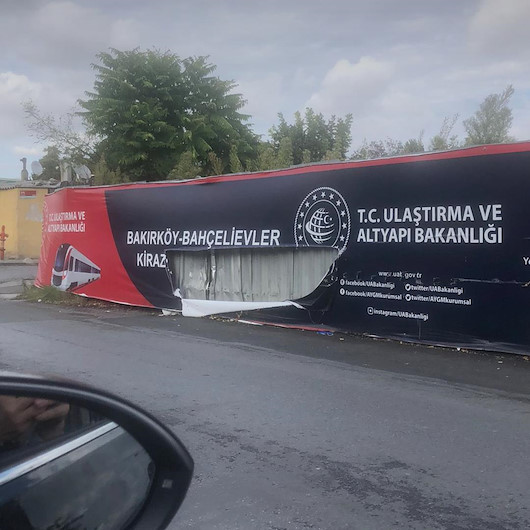 ULAŞTIRMA VE
ALTYAPI BAKANLIĞI
BAKIRKÖY-BAHÇELİEVLER
KİRAZ
T.C. ULAŞTIRMA VE
ALTYAPI BAKANLIĞI
www.uab.gov.tr
facebook/UABakanligi twitter/UABakanligi
facebook/AYGMkurumsal twitter/AYGMkurumsal
instagram/UABakanligi